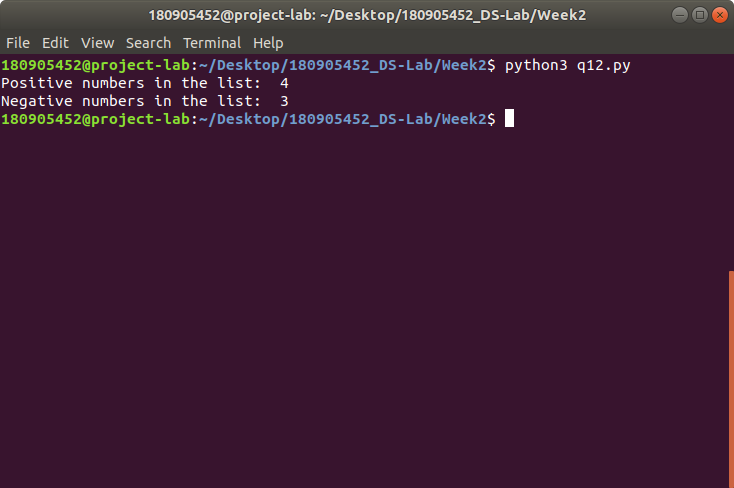 180905452@project-lab: ~/Desktop/180905452_DS-Lab/Week2
File Edit View Search Terminal Help
180905452@project-lab:~/Desktop/180905452_DS-Lab/Week2$ python3 q12.py
Positive numbers in the list:  4
Negative numbers in the list:  3
180905452@project-lab:~/Desktop/180905452_DS-Lab/Week2$